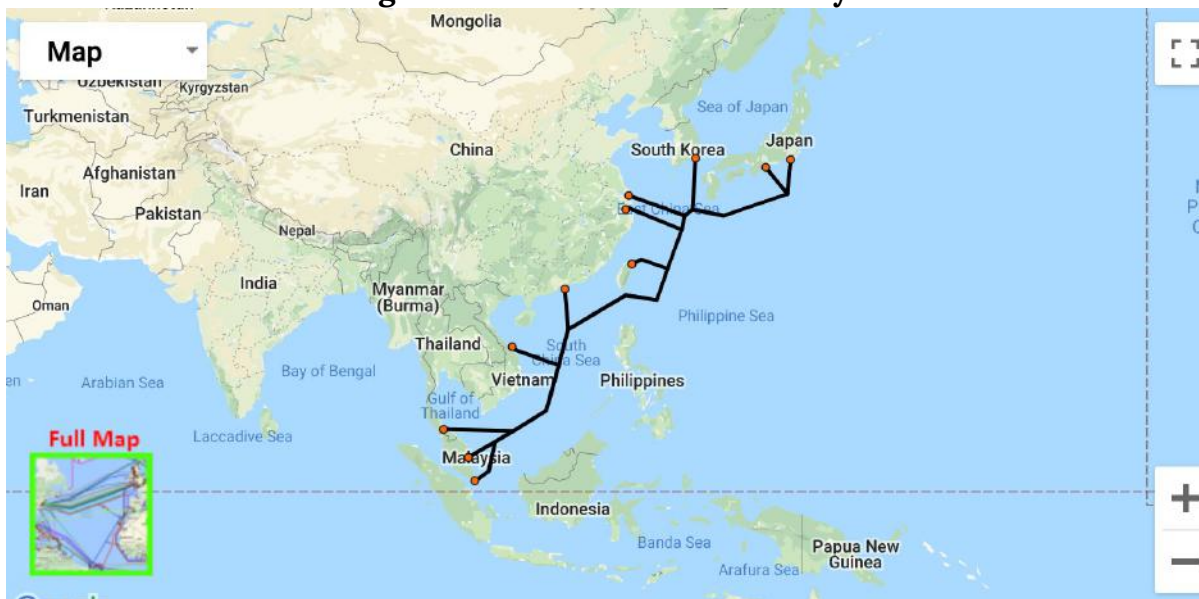 Mongolia
Map
Uzbekistan
Kyrgyzstan
Turkmenistan
Sea of Japan
Japan
South Korea
China
Afghanistan
Iran
Pakistan
East China Sea
Nepal
India
Myanmar
(Burma)
Oman
Philippine Sea
Thailand
South
China Sea
Arabian Sea
Bay of Bengal
Vietnam
Philippines
Gulf of
Thailand
Laccadive Sea
Full Map
Malaysia
Indonesia
Banda Sea
Papua New
Guinea
Arafura Sea